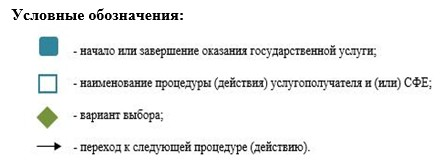 Условные обозначения:
- начало или завершение оказания государственной услуги;
- наименование процедуры (действия) услугополучателя и (или) СФЕ;
- вариант выбора;
- переход к следующей процедуре (действию).